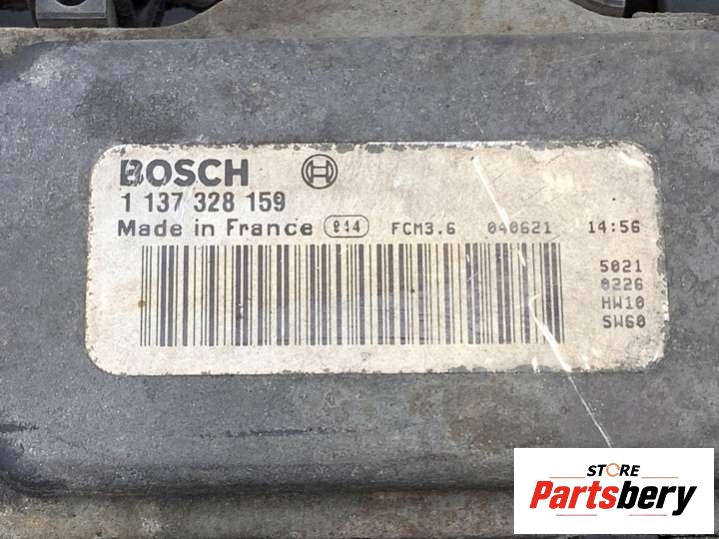 BOSCH
1 137 328 159
Made in France e14 FCM3.6 040621 14:56
5021
0226
HW10
SW60
STORE
Partsbery